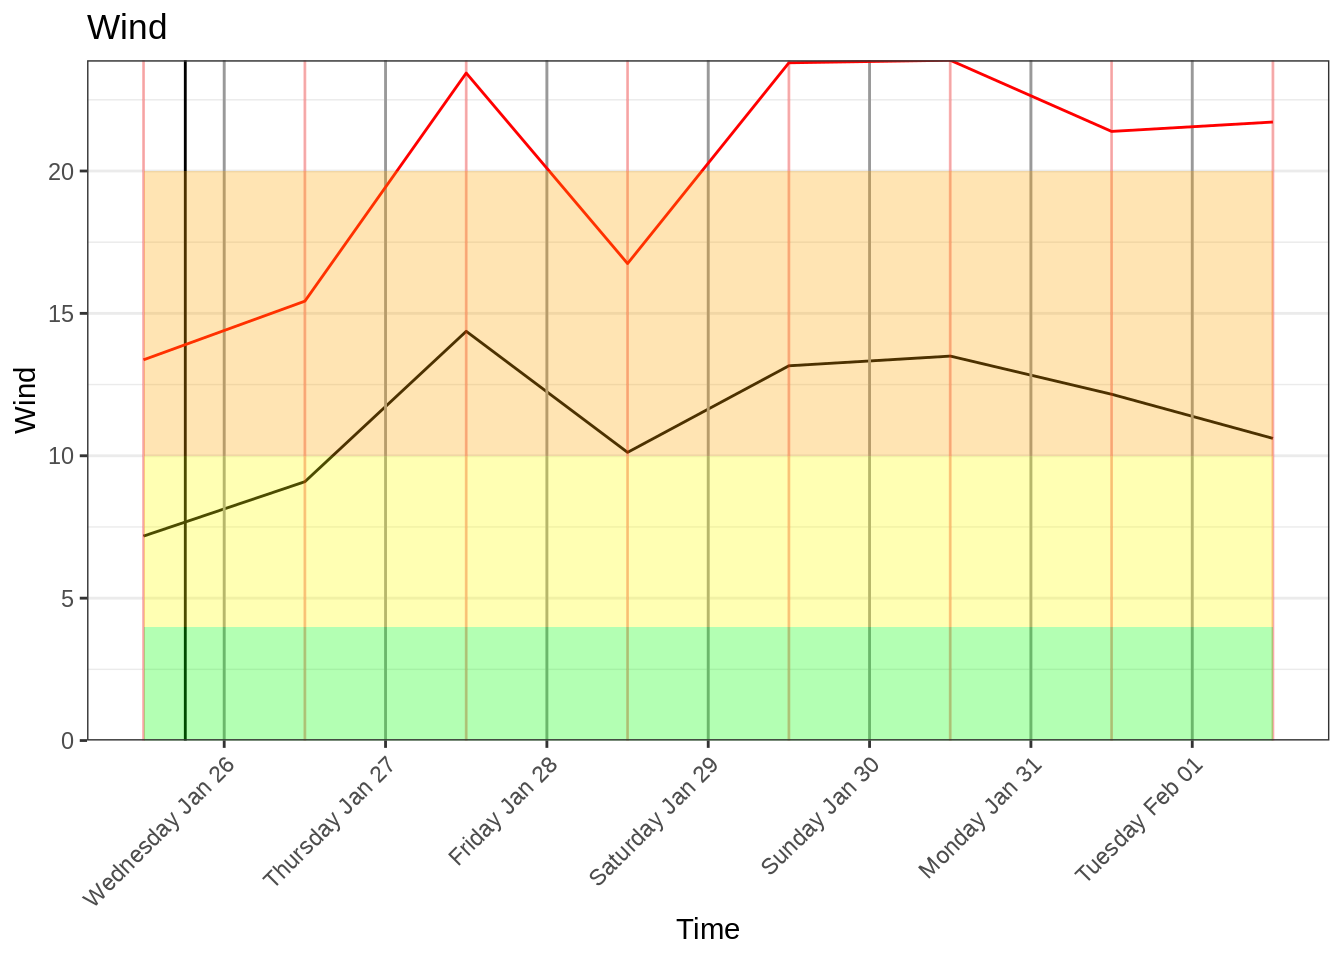 Wind
Wind
20
15
10
5
0
Wednesday Jan 26
Thursday Jan 27
Friday Jan 28
Saturday Jan 29
Sunday Jan 30
Monday Jan 31
Tuesday Feb 01
Time